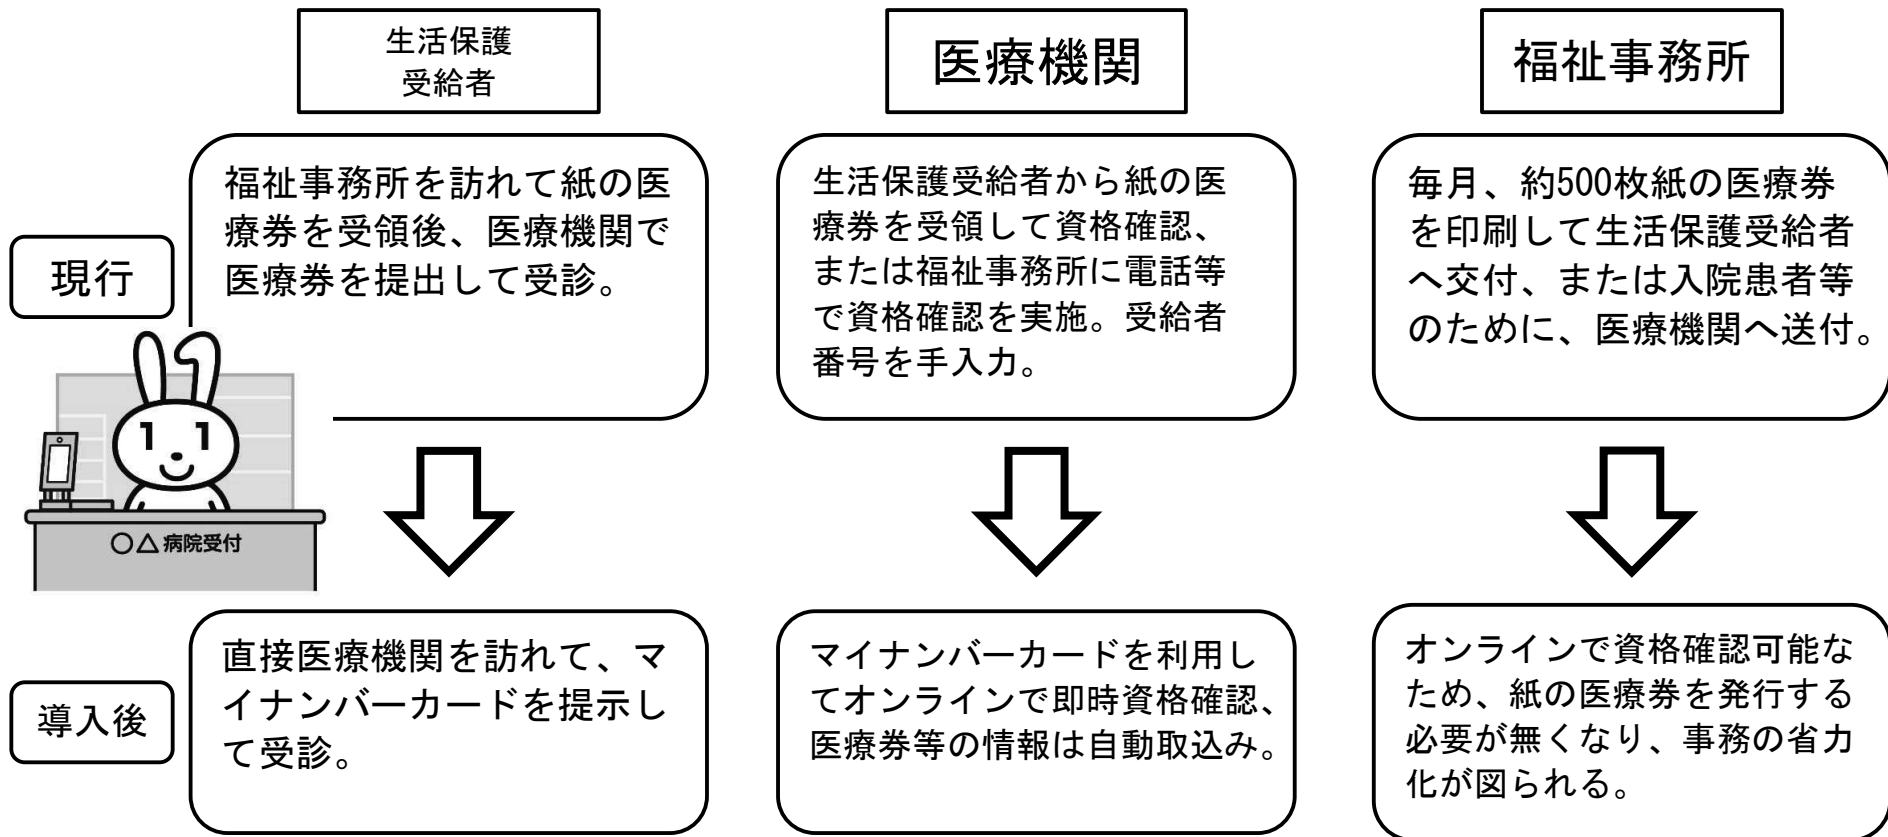 生活保護
受給者
医療機関
福祉事務所
現行
福祉事務所を訪れて紙の医
療券を受領後、医療機関で
医療券を提出して受診。
生活保護受給者から紙の医
療券を受領して資格確認、
または福祉事務所に電話等
で資格確認を実施。受給者
番号を手入力。
毎月、約500枚紙の医療券
を印刷して生活保護受給者
へ交付、または入院患者等
のために、医療機関へ送付。
○△病院受付
導入後
直接医療機関を訪れて、マ
イナンバーカードを提示し
て受診。
マイナンバーカードを利用し
てオンラインで即時資格確認、
医療券等の情報は自動取込み。
オンラインで資格確認可能な
ため、紙の医療券を発行する
必要が無くなり、事務の省力
化が図られる。